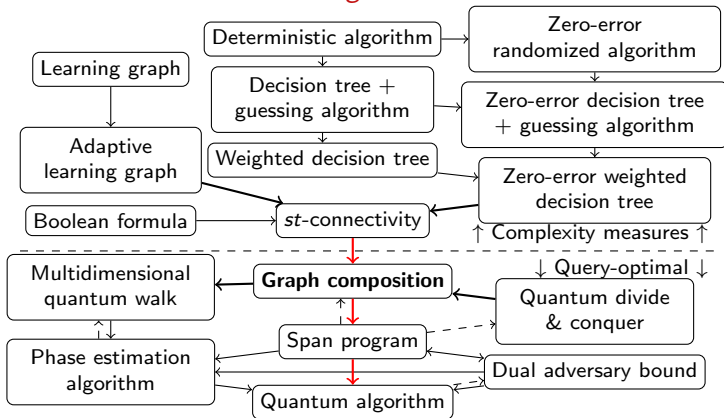 Deterministic algorithm
Zero-error
randomized algorithm
Learning graph
Decision tree +
guessing algorithm
Zero-error decision tree
+ guessing algorithm
Adaptive
learning graph
Weighted decision tree
Zero-error weighted
decision tree
Boolean formula
st-connectivity
↑ Complexity measures ↑
Multidimensional
quantum walk
Graph composition
↓ Query-optimal ↓
Quantum divide
& conquer
Span program
Phase estimation
algorithm
Dual adversary bound
Quantum algorithm